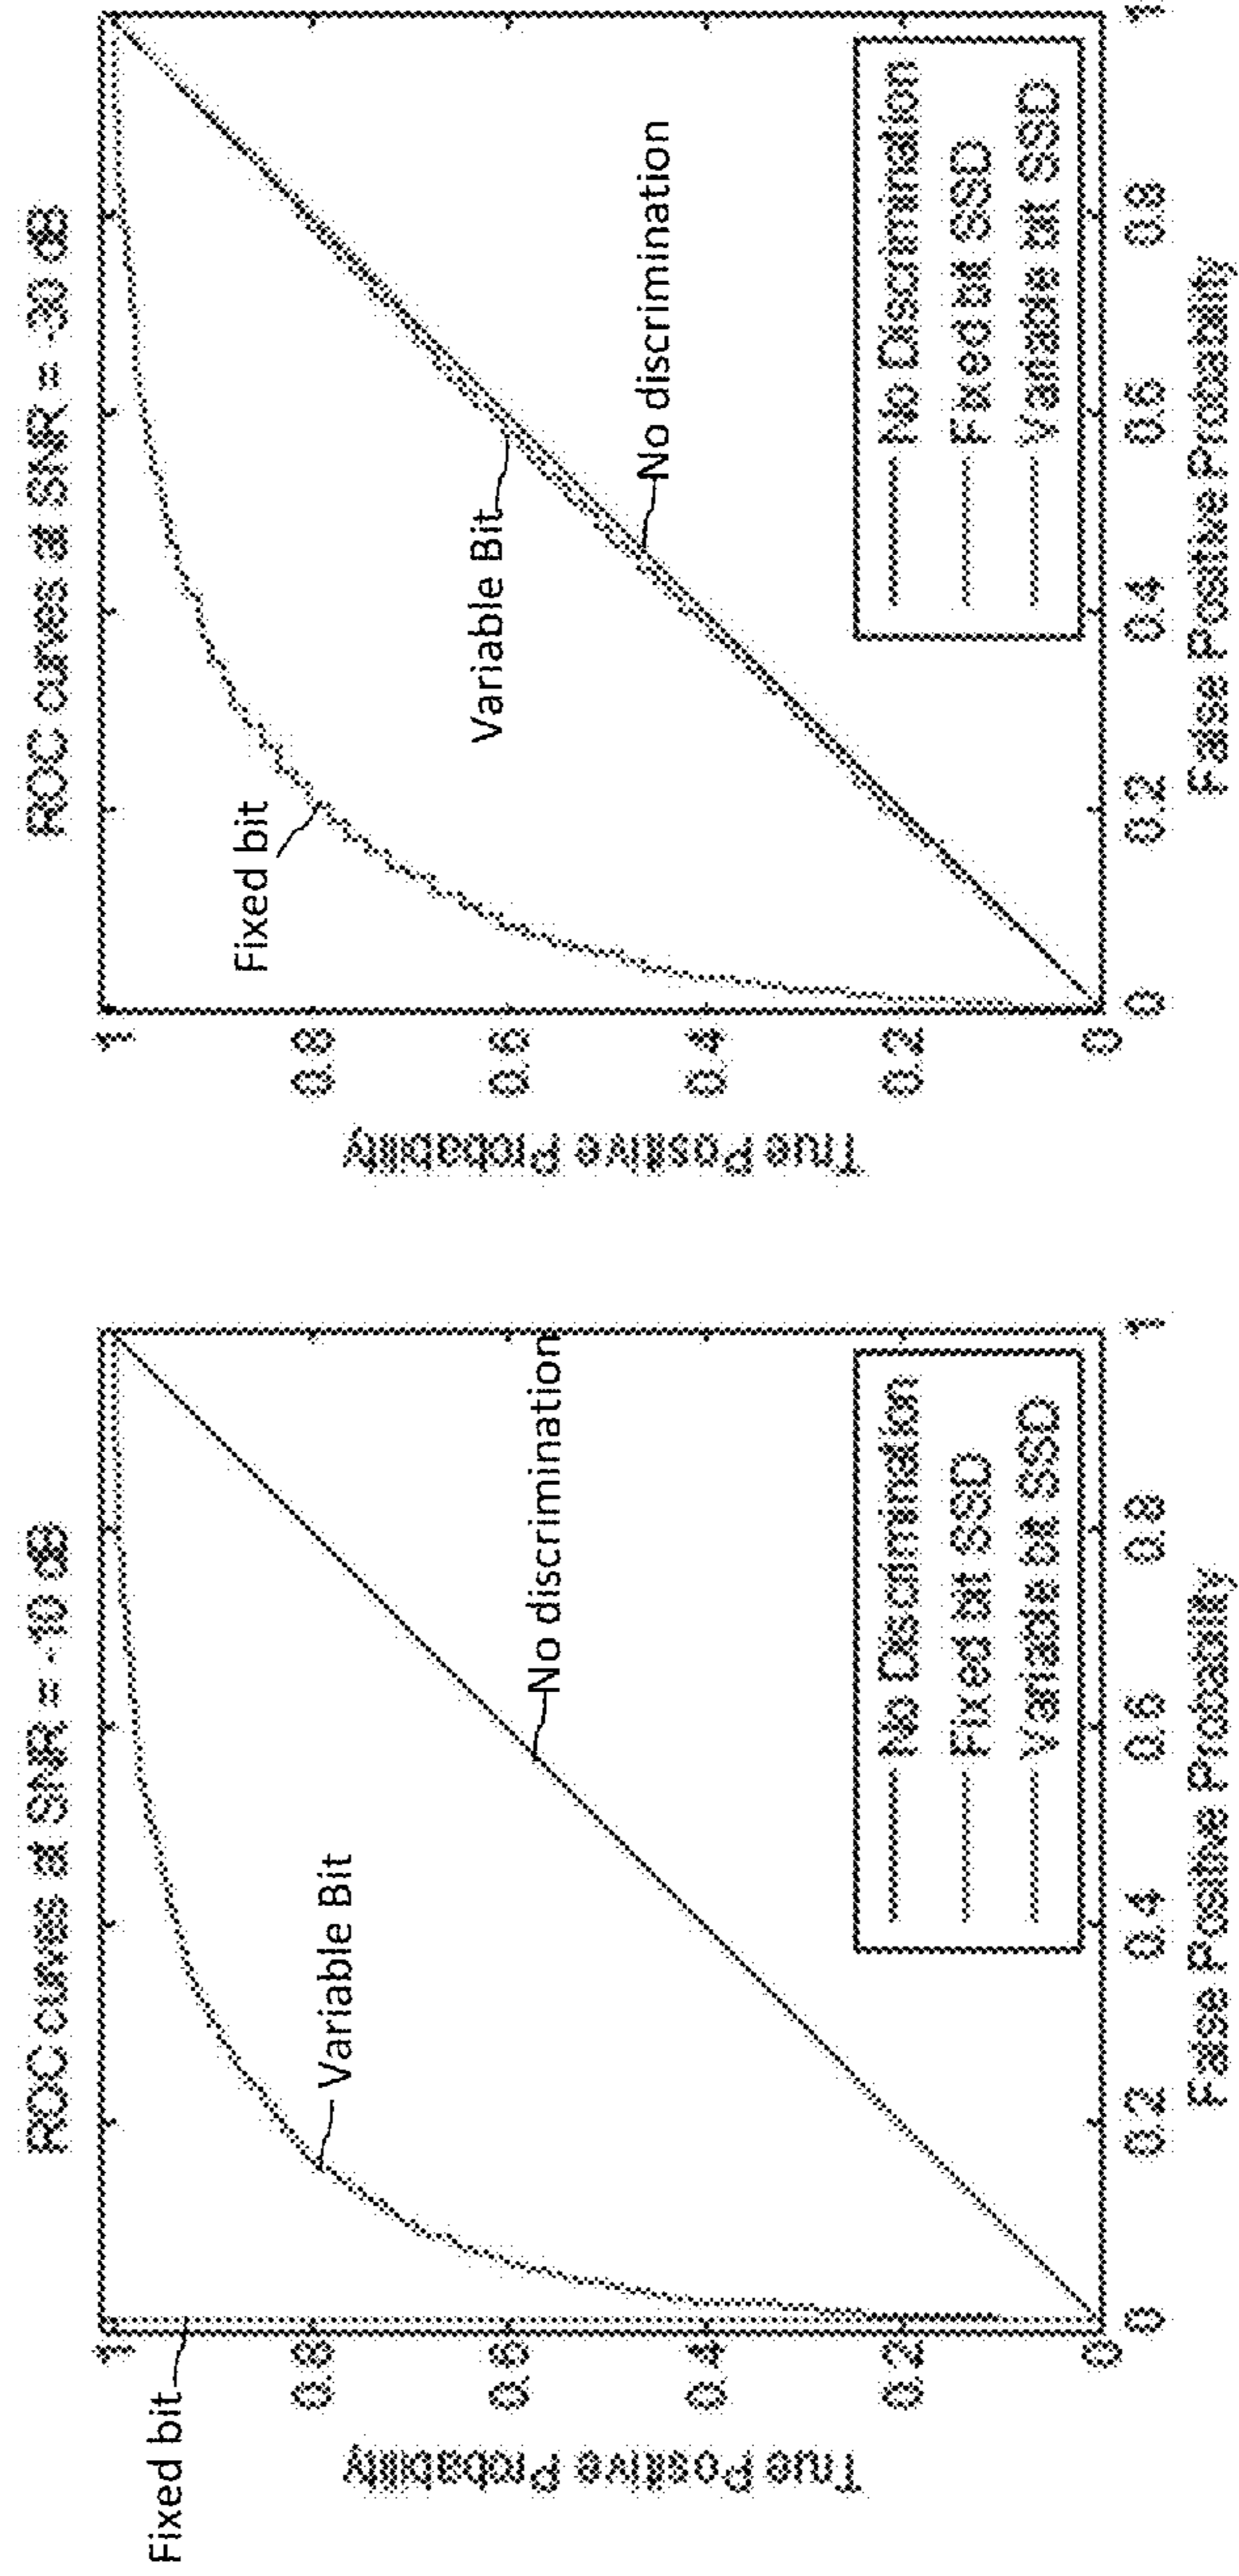 ROC curves at SNR = -10 dB
Fixed bit
Variable Bit
No discrimination
True Positive Probability
1
0.8
0.6
0.4
0.2
0
No Discrimination
Fixed bit SSD
Variable bit SSD
0
0.2
0.4
0.6
0.8
1
False Positive Probability
ROC curves at SNR = -30 dB
Fixed bit
Variable Bit
No discrimination
True Positive Probability
1
0.8
0.6
0.4
0.2
0
No Discrimination
Fixed bit SSD
Variable bit SSD
0
0.2
0.4
0.6
0.8
1
False Positive Probability